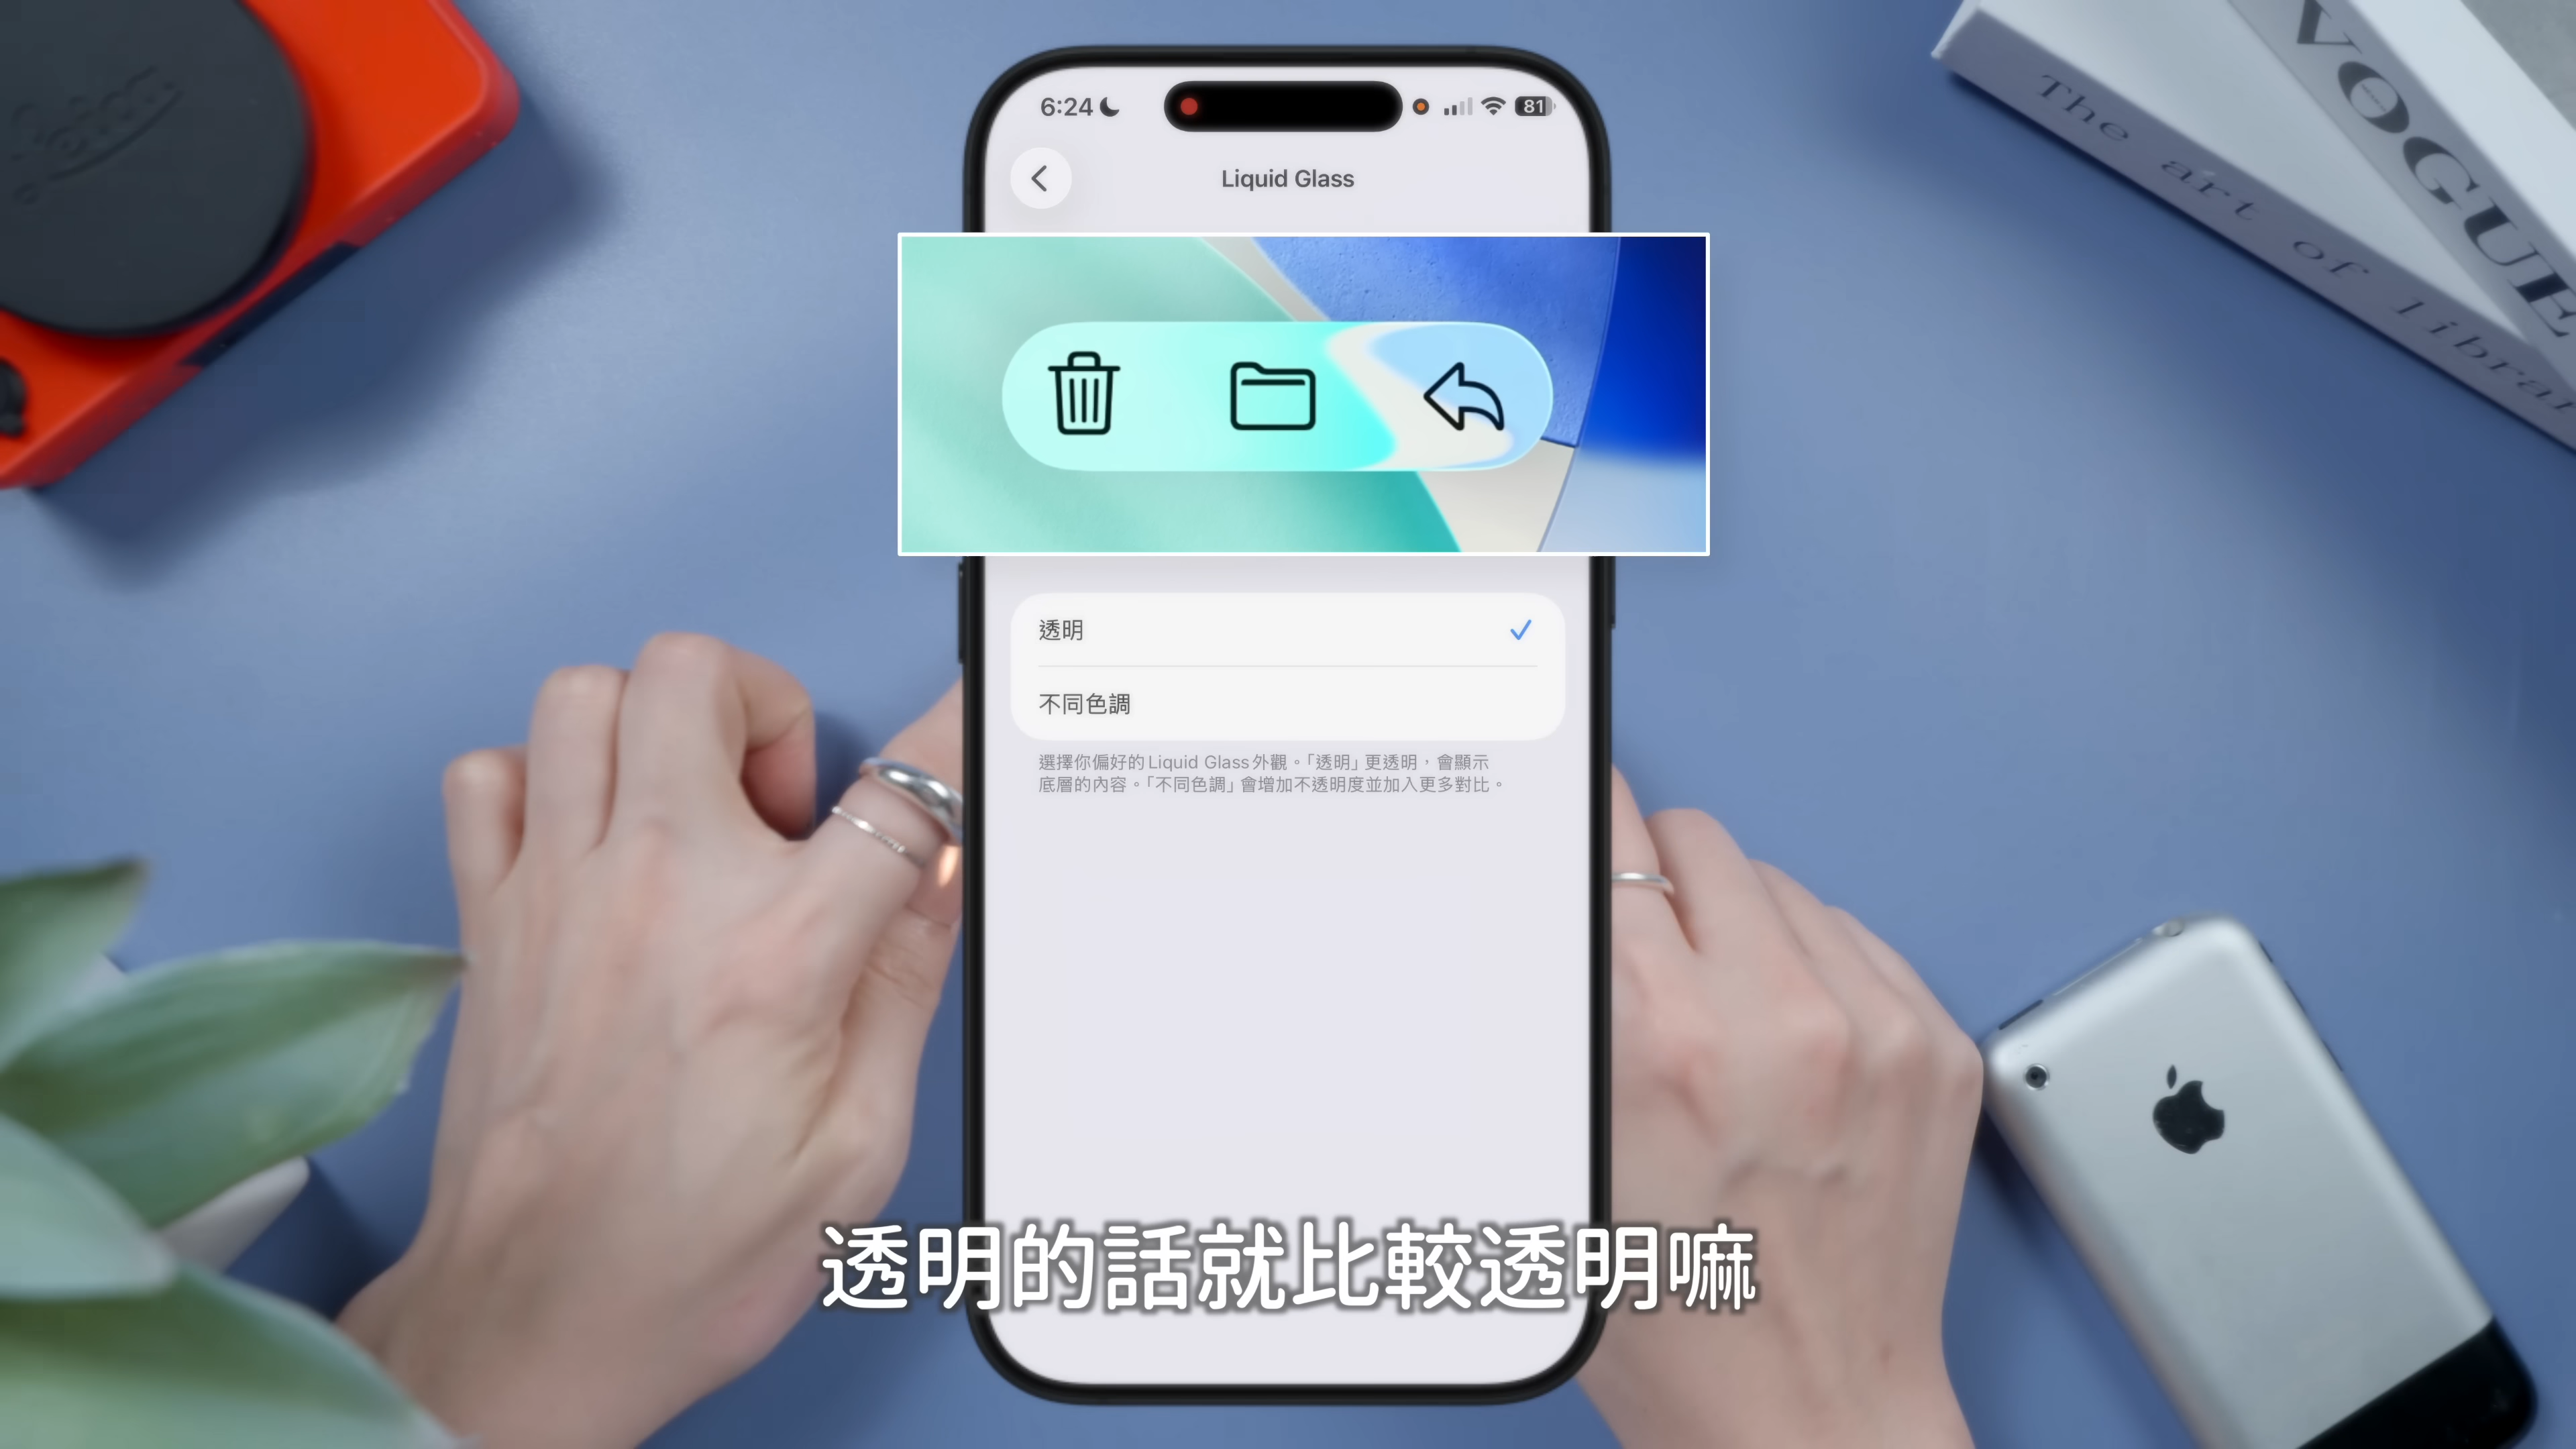 6:24
81
Liquid Glass
透明
不同色調
選擇你偏好的 Liquid Glass 外觀。「透明」更透明，會顯示
底層的內容。「不同色調」會增加不透明度並加入更多對比。
VOGUE
The art of
透明的話就比較透明嘛